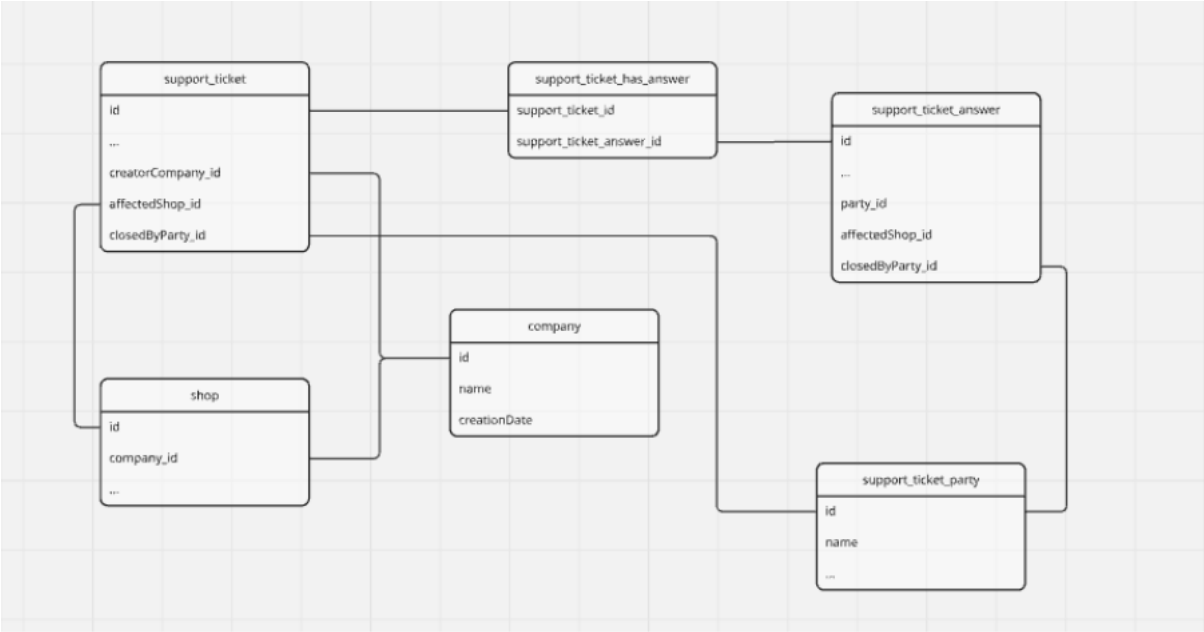 support_ticket
id
...
creatorCompany_id
affectedShop_id
closedByParty_id
support_ticket_has_answer
support_ticket_id
support_ticket_answer_id
support_ticket_answer
id
...
party_id
affectedShop_id
closedByParty_id
company
id
name
creationDate
shop
id
company_id
...
support_ticket_party
id
name
...